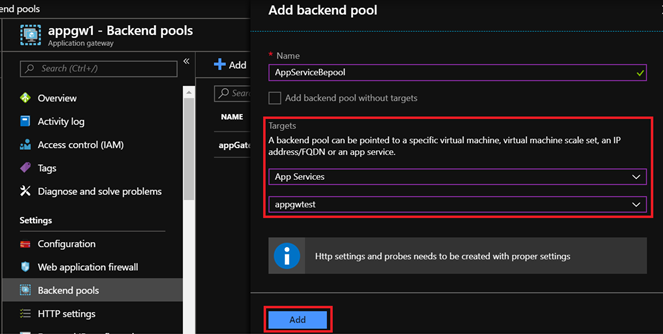 end pools
appgw1 - Backend pools
Application gateway
Search (Ctrl+/)
«
Overview
Activity log
Access control (IAM)
Tags
Diagnose and solve problems
Settings
Configuration
Web application firewall
Backend pools
HTTP settings
Add
Sear
NAME
appGat
Add backend pool
* Name
AppServiceBepool
Add backend pool without targets
Targets
A backend pool can be pointed to a specific virtual machine, virtual machine scale set, an IP
address/FQDN or an app service.
App Services
appgwtest
Http settings and probes needs to be created with proper settings
Add